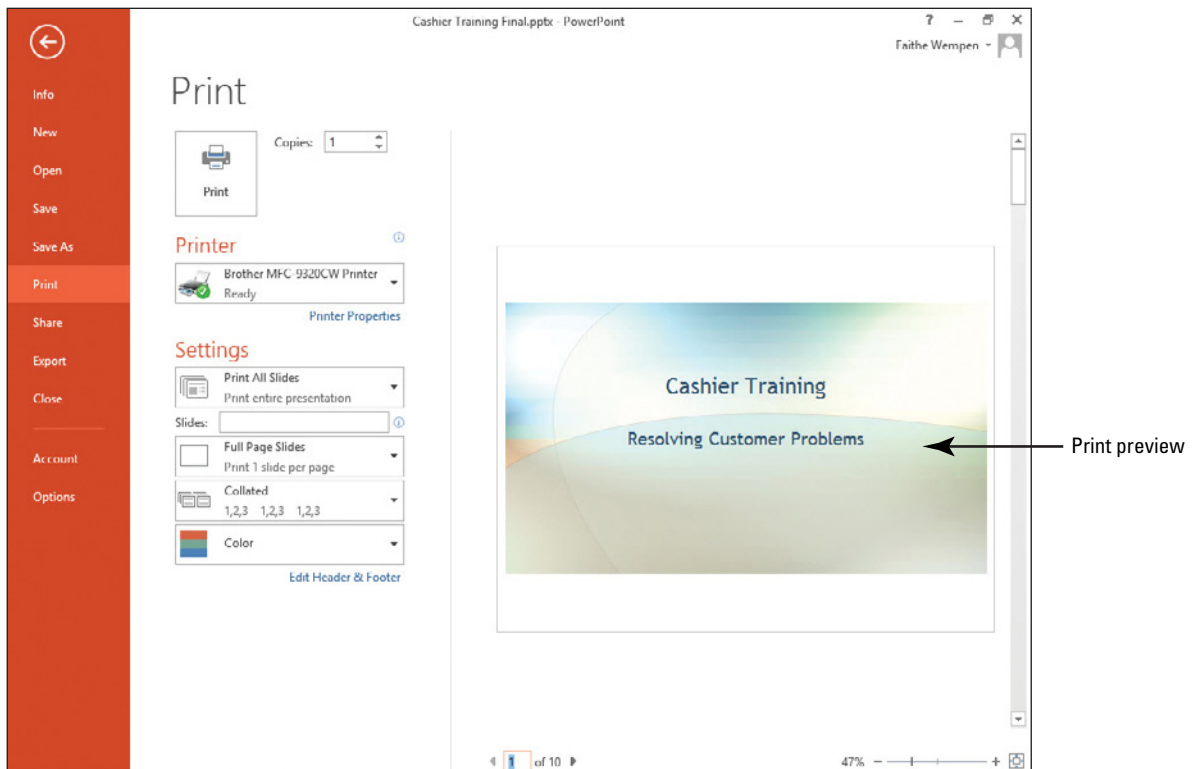 Cashier Training Final.pptx - PowerPoint
?
Faithe Wempen
Info
New
Open
Save
Save As
Print
Share
Export
Close
Account
Options
Print
Print
Copies: 1
Printer
Brother MFC-9320CW Printer
Ready
Printer Properties
Settings
Print All Slides
Print entire presentation
Slides:
Full Page Slides
Print 1 slide per page
Collated
1,2,3 1,2,3 1,2,3
Color
Edit Header & Footer
Cashier Training
Resolving Customer Problems
1 of 10
47%
Print preview